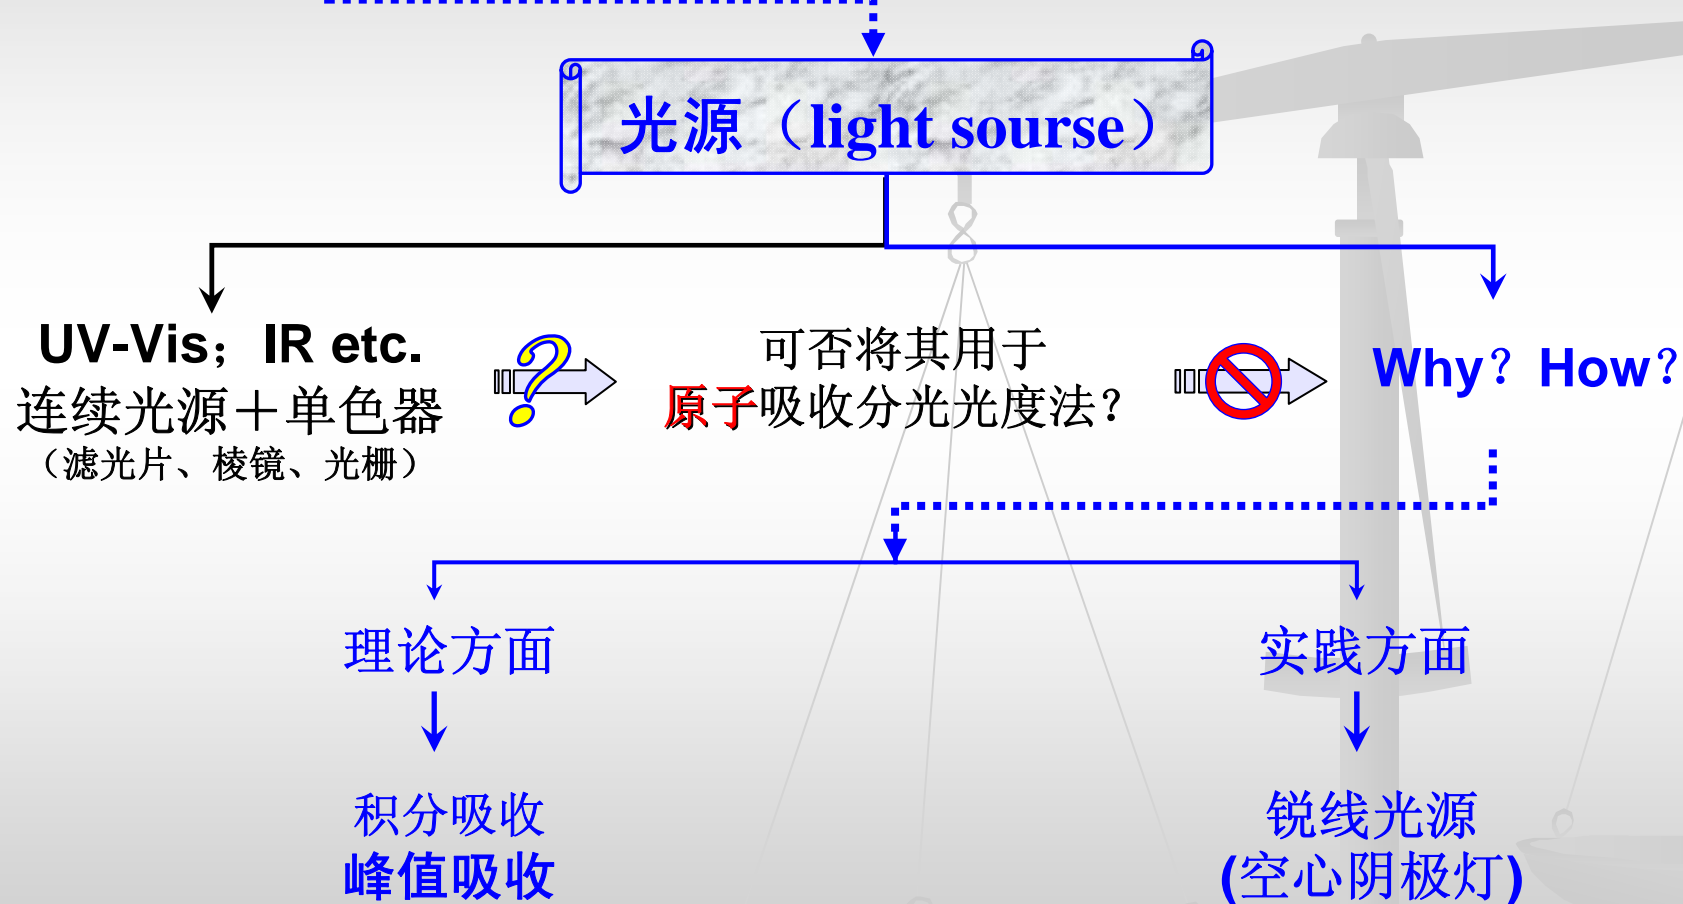 光源（light sourse）
UV-Vis；IR etc.
连续光源＋单色器
（滤光片、棱镜、光栅）
?
可否将其用于
原子吸收分光光度法？
Why？How？
理论方面
实践方面
积分吸收
峰值吸收
锐线光源
(空心阴极灯)